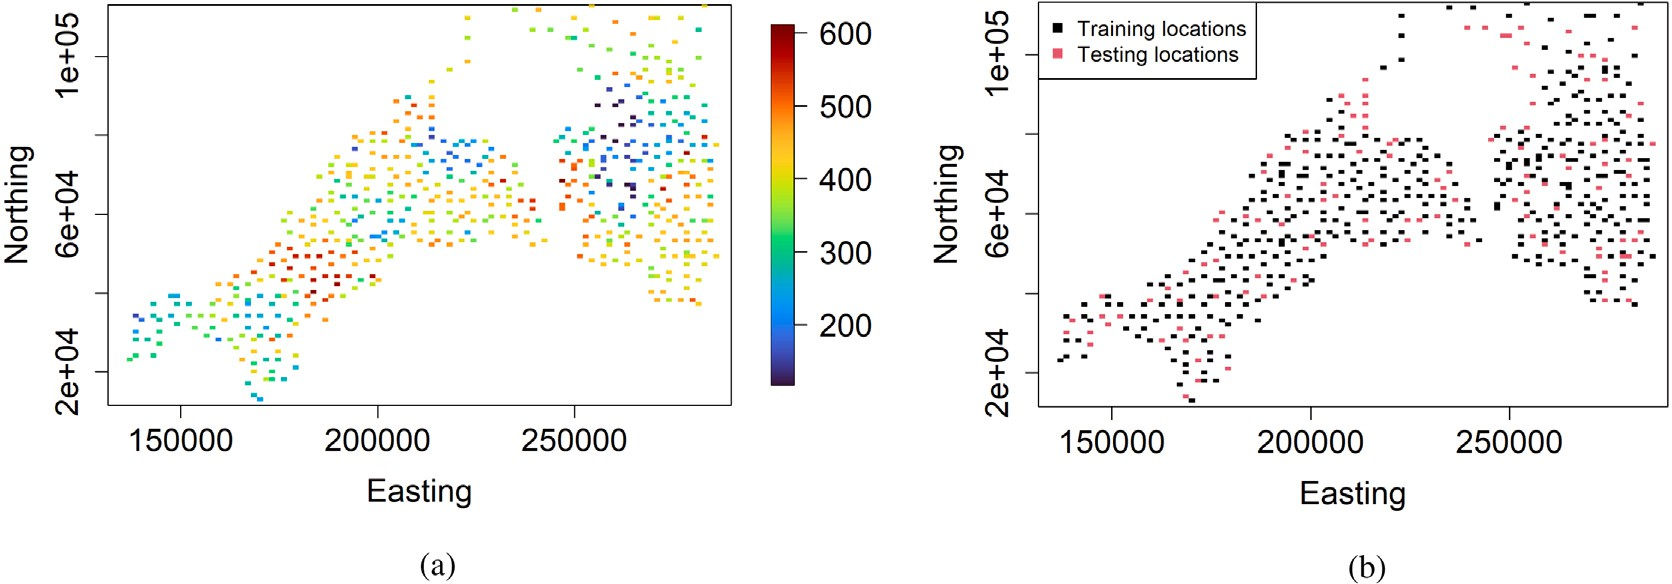 Northing
1e+05
6e+04
2e+04
150000 200000 250000
Easting
600
500
400
300
200
(a)
Training locations
Testing locations
Northing
1e+05
6e+04
2e+04
150000 200000 250000
Easting
(b)